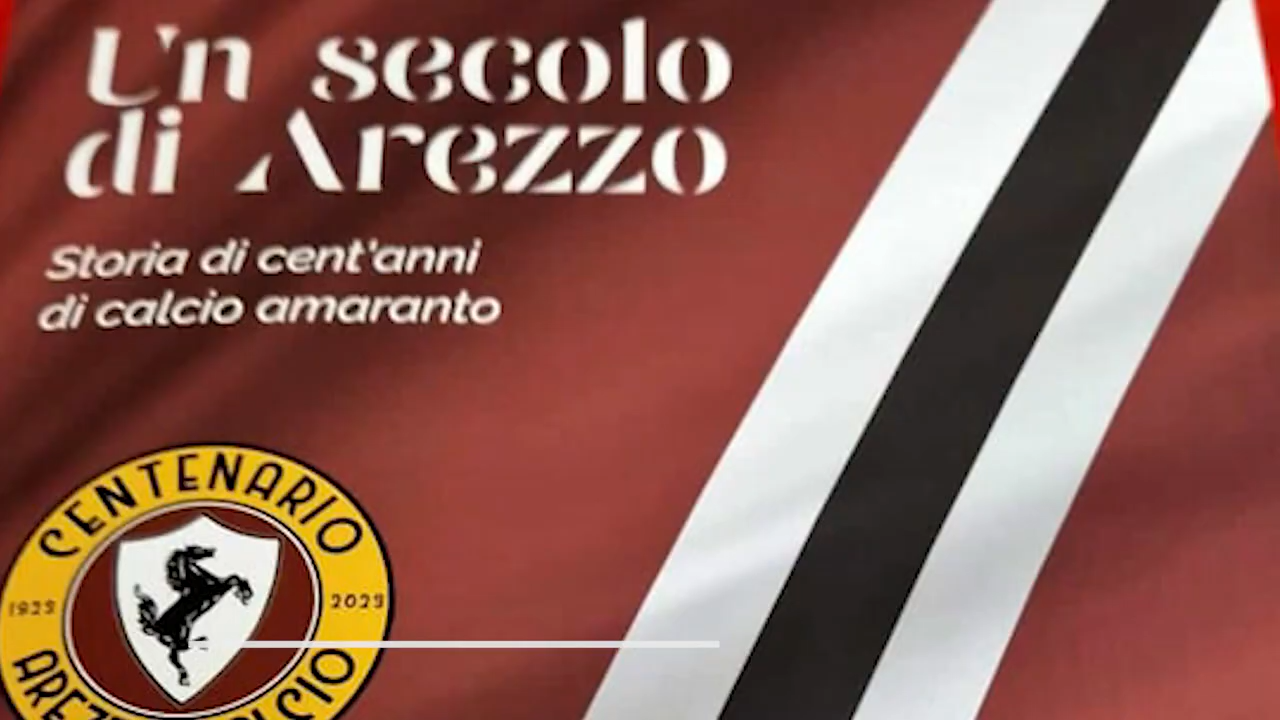 Un secolo
di Arezzo
Storia di cent'anni
di calcio amaranto
CENTENARIO
1923 2023